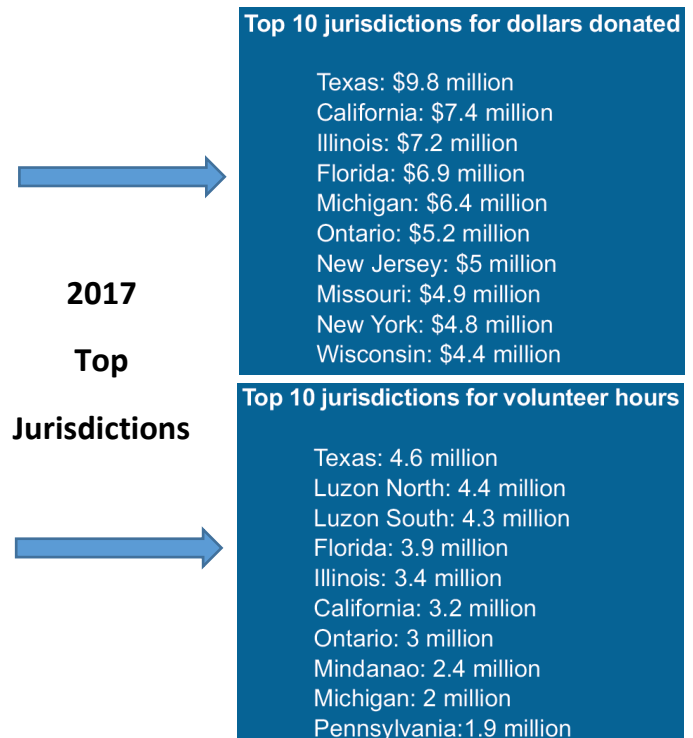 Top 10 jurisdictions for dollars donated
Texas: $9.8 million
California: $7.4 million
Illinois: $7.2 million
Florida: $6.9 million
Michigan: $6.4 million
Ontario: $5.2 million
New Jersey: $5 million
Missouri: $4.9 million
New York: $4.8 million
Wisconsin: $4.4 million
2017
Top
Jurisdictions
Top 10 jurisdictions for volunteer hours
Texas: 4.6 million
Luzon North: 4.4 million
Luzon South: 4.3 million
Florida: 3.9 million
Illinois: 3.4 million
California: 3.2 million
Ontario: 3 million
Mindanao: 2.4 million
Michigan: 2 million
Pennsylvania:1.9 million